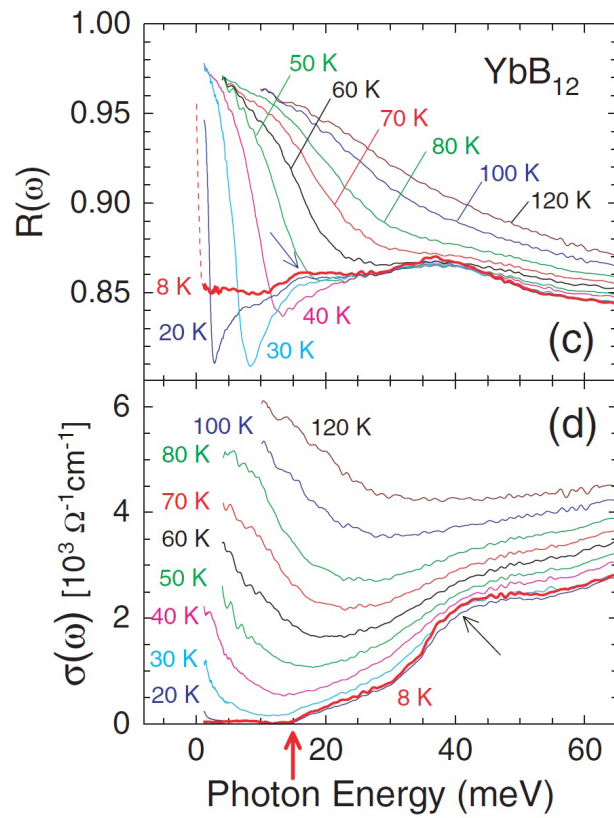 1.00
0.95
0.90
0.85
R(ω)
YbB₁₂
50 K
60 K
70 K
80 K
100 K
120 K
8 K
20 K
30 K
40 K
(c)
6
4
2
0
σ(ω) [10³ Ω⁻¹cm⁻¹]
100 K
120 K
(d)
80 K
70 K
60 K
50 K
40 K
30 K
20 K
8 K
0 20 40 60
Photon Energy (meV)